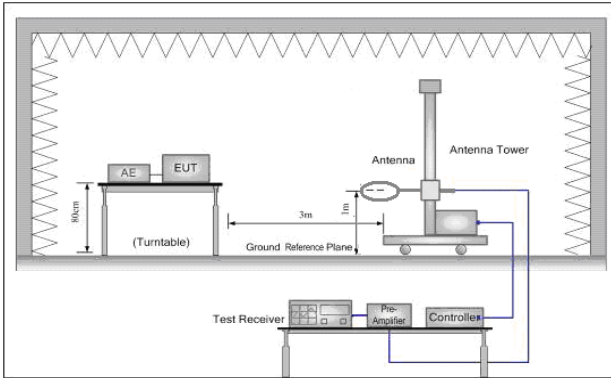 Antenna
Antenna Tower
AE
EUT
80cm
3m
1m
(Turntable)
Ground Reference Plane
Test Receiver
Pre-
Amplifier
Controller